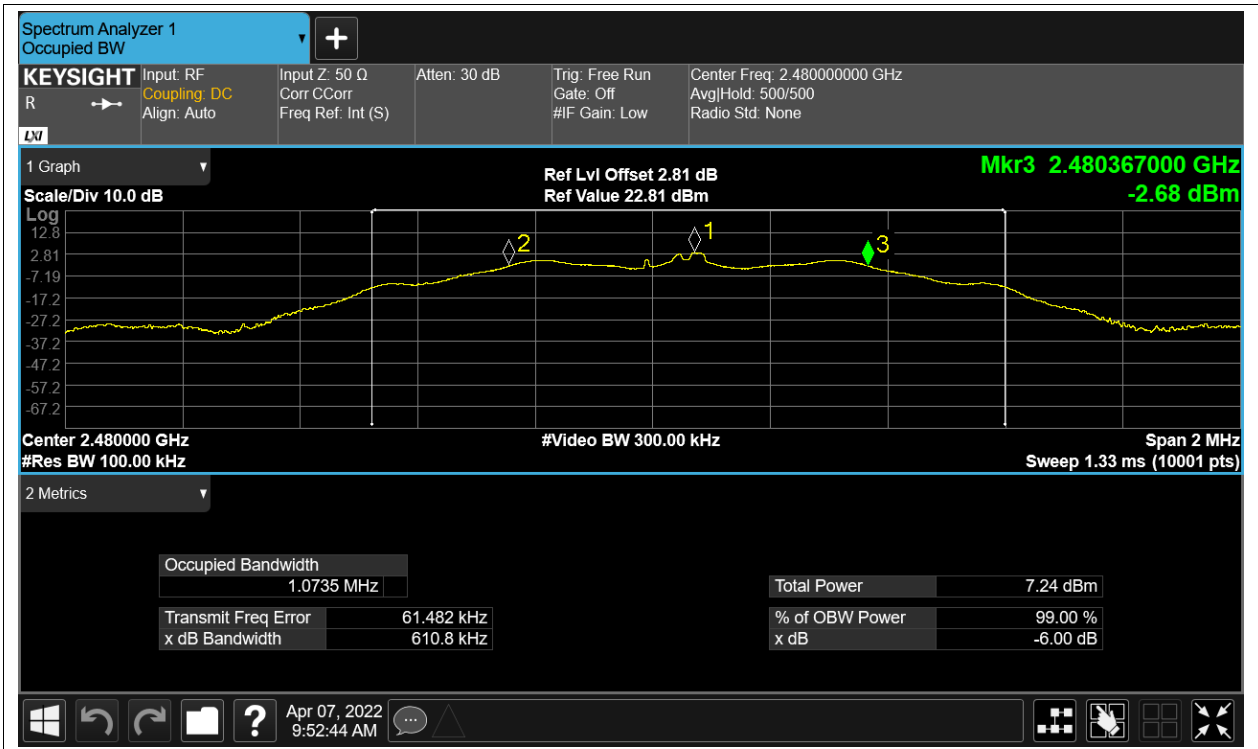 Spectrum Analyzer 1
Occupied BW
KEYSIGHT
R
LXI
Input: RF
Coupling: DC
Align: Auto
Input Z: 50 Ω
Corr CCorr
Freq Ref: Int (S)
Atten: 30 dB
Trig: Free Run
Gate: Off
#IF Gain: Low
Center Freq: 2.480000000 GHz
Avg|Hold: 500/500
Radio Std: None
1 Graph
Scale/Div 10.0 dB
Ref Lvl Offset 2.81 dB
Ref Value 22.81 dBm
Mkr3 2.480367000 GHz
-2.68 dBm
Log
12.8
2.81
-7.19
-17.2
-27.2
-37.2
-47.2
-57.2
-67.2
2
1
3
Center 2.480000 GHz
#Res BW 100.00 kHz
#Video BW 300.00 kHz
Span 2 MHz
Sweep 1.33 ms (10001 pts)
2 Metrics
Occupied Bandwidth
1.0735 MHz
Transmit Freq Error 61.482 kHz
x dB Bandwidth 610.8 kHz
Total Power 7.24 dBm
% of OBW Power 99.00 %
x dB -6.00 dB
?
Apr 07, 2022
9:52:44 AM